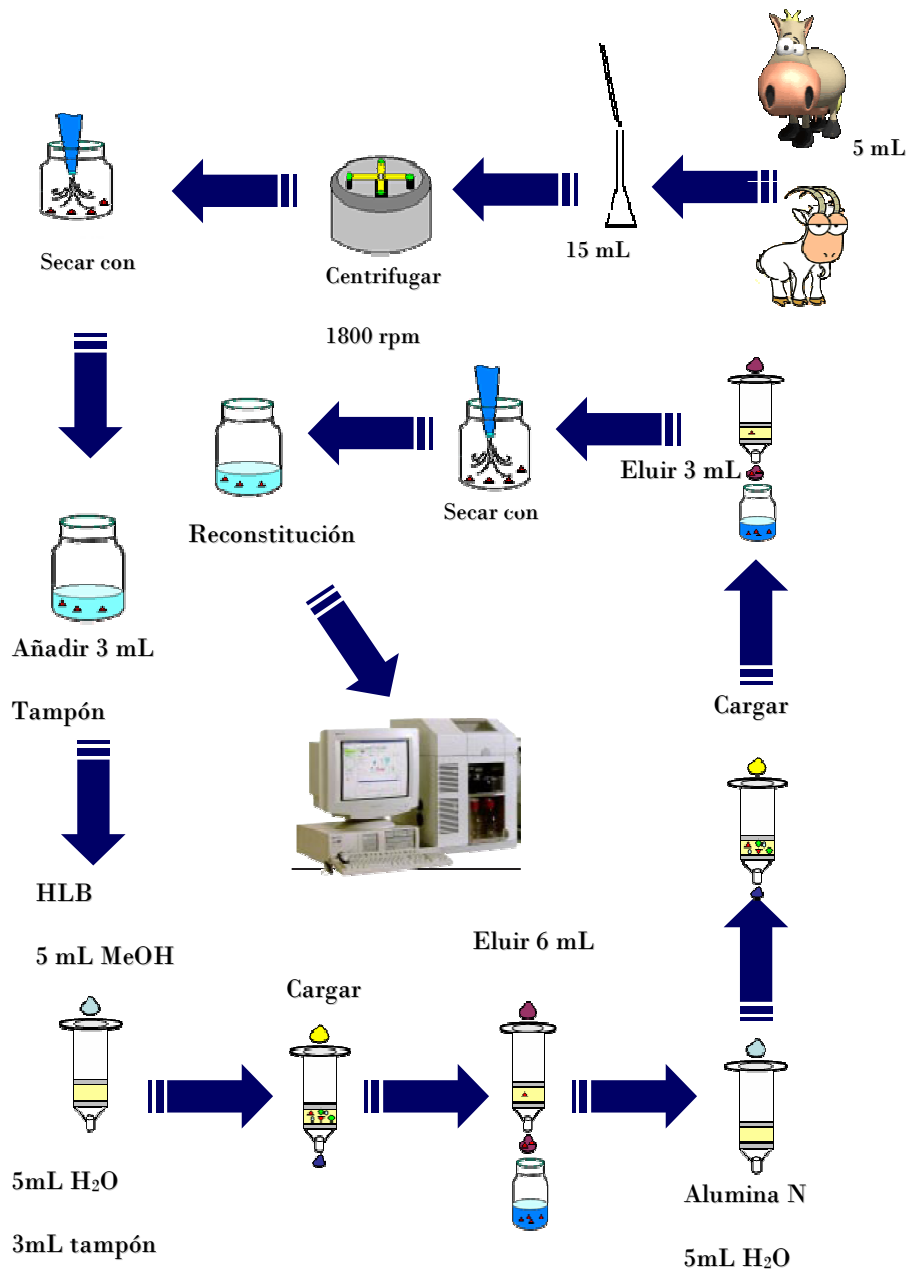 5 mL
15 mL
Centrifugar
1800 rpm
Secar con
Añadir 3 mL
Tampón
HLB
5 mL MeOH
5mL H₂O
3mL tampón
Cargar
Eluir 6 mL
Alumina N
5mL H₂O
Cargar
Eluir 3 mL
Secar con
Reconstitución